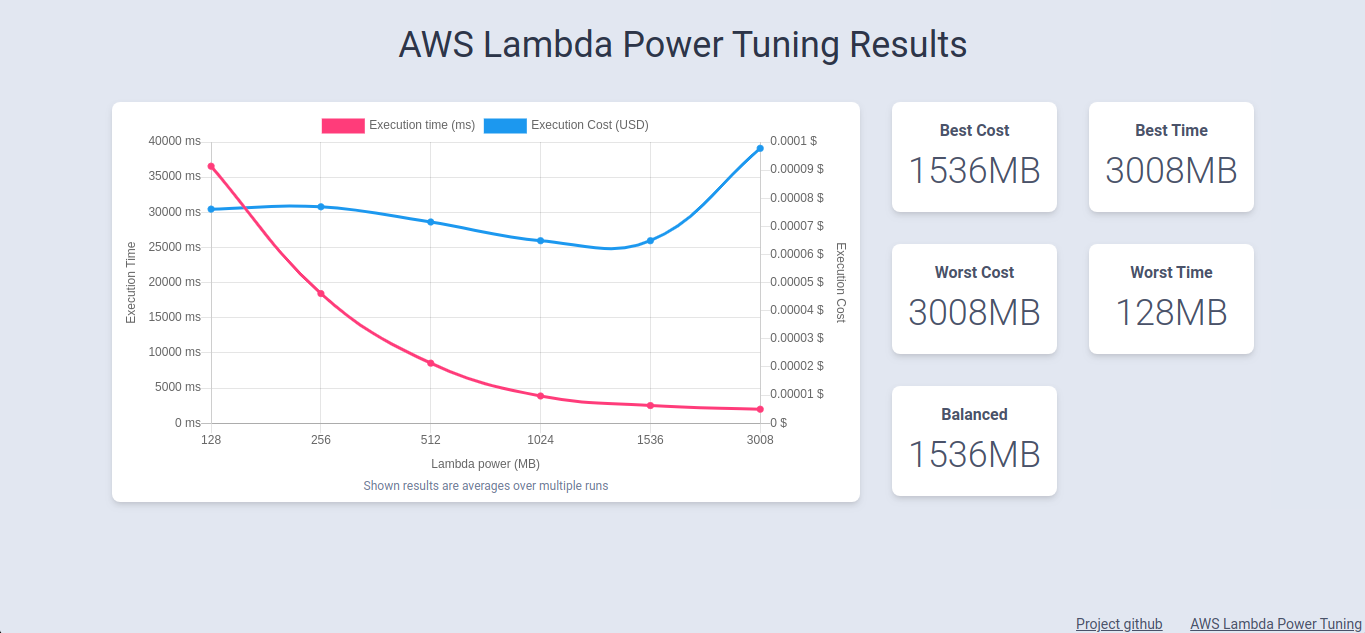 AWS Lambda Power Tuning Results
Execution time (ms) Execution Cost (USD)
40000 ms
35000 ms
30000 ms
25000 ms
20000 ms
15000 ms
10000 ms
5000 ms
0 ms
Execution Time
0.0001 $
0.00009 $
0.00008 $
0.00007 $
0.00006 $
0.00005 $
0.00004 $
0.00003 $
0.00002 $
0.00001 $
0 $
Execution Cost
128 256 512 1024 1536 3008
Lambda power (MB)
Shown results are averages over multiple runs
Best Cost
1536MB
Best Time
3008MB
Worst Cost
3008MB
Worst Time
128MB
Balanced
1536MB
Project github AWS Lambda Power Tuning